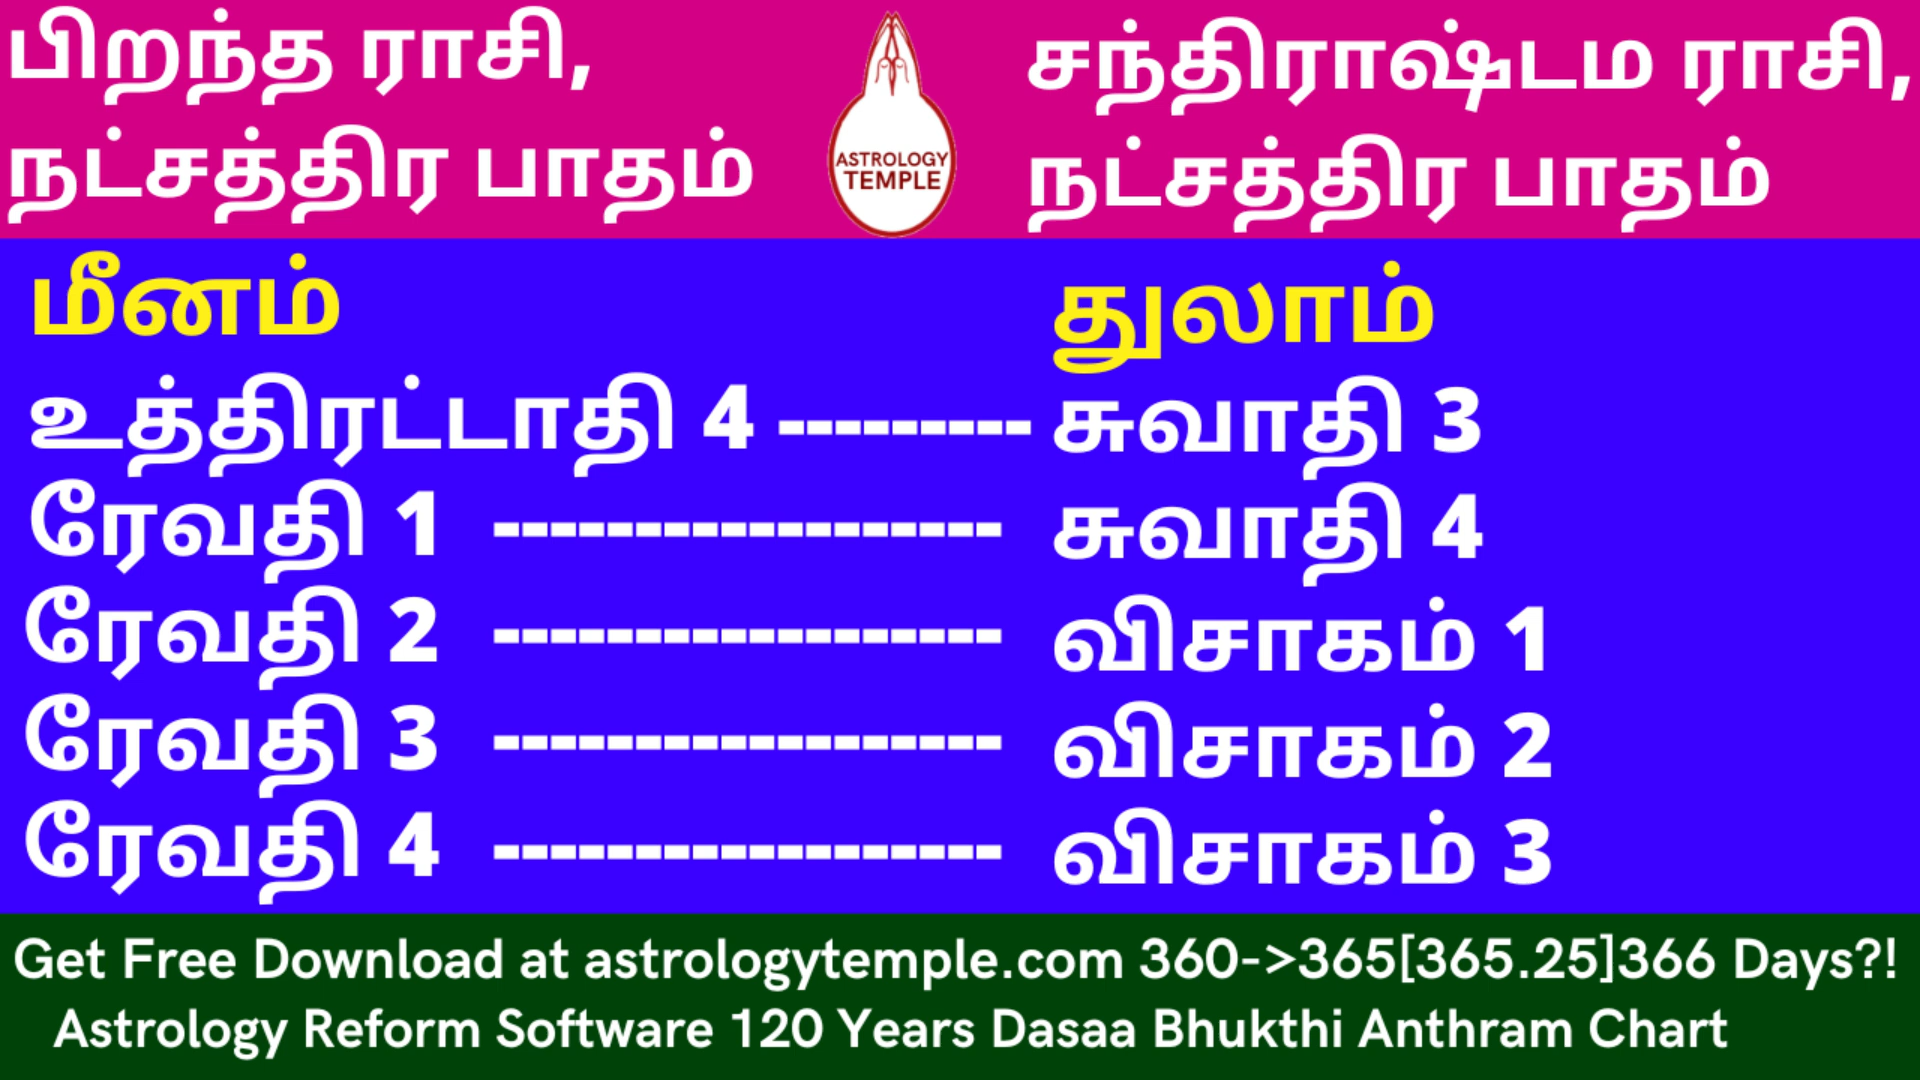 பிறந்த ராசி,
நட்சத்திர பாதம்
ASTROLOGY
TEMPLE
சந்திராஷ்டம ராசி,
நட்சத்திர பாதம்
மீனம் துலாம்
உத்திரட்டாதி 4 --------- சுவாதி 3
ரேவதி 1 ------------------ சுவாதி 4
ரேவதி 2 ------------------ விசாகம் 1
ரேவதி 3 ------------------ விசாகம் 2
ரேவதி 4 ------------------ விசாகம் 3
Get Free Download at astrologytemple.com 360->365[365.25]366 Days?!
Astrology Reform Software 120 Years Dasaa Bhukthi Anthram Chart